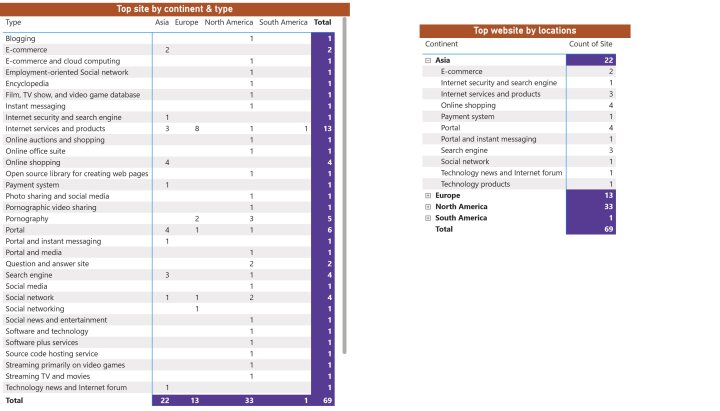 Top site by continent & type
Type Asia Europe North America South America Total
Blogging 1 1
E-commerce 2 2
E-commerce and cloud computing 1 1
Employment-oriented Social network 1 1
Encyclopedia 1 1
Film, TV show, and video game database 1 1
Instant messaging 1 1
Internet security and search engine 1 1
Internet services and products 3 8 1 1 13
Online auctions and shopping 1 1
Online office suite 1 1
Online shopping 4 4
Open source library for creating web pages 1 1
Payment system 1 1
Photo sharing and social media 1 1
Pornographic video sharing 1 1
Pornography 2 3 5
Portal 4 1 1 6
Portal and instant messaging 1 1
Portal and media 1 1
Question and answer site 2 2
Search engine 3 1 4
Social media 1 1
Social network 1 1 2 4
Social networking 1 1
Social news and entertainment 1 1
Software and technology 1 1
Software plus services 1 1
Source code hosting service 1 1
Streaming primarily on video games 1 1
Streaming TV and movies 1 1
Technology news and Internet forum 1 1
Total 22 13 33 1 69
Top website by locations
Continent Count of Site
Asia 22
E-commerce 2
Internet security and search engine 1
Internet services and products 3
Online shopping 4
Payment system 1
Portal 4
Portal and instant messaging 1
Search engine 3
Social network 1
Technology news and Internet forum 1
Technology products 1
Europe 13
North America 33
South America 1
Total 69